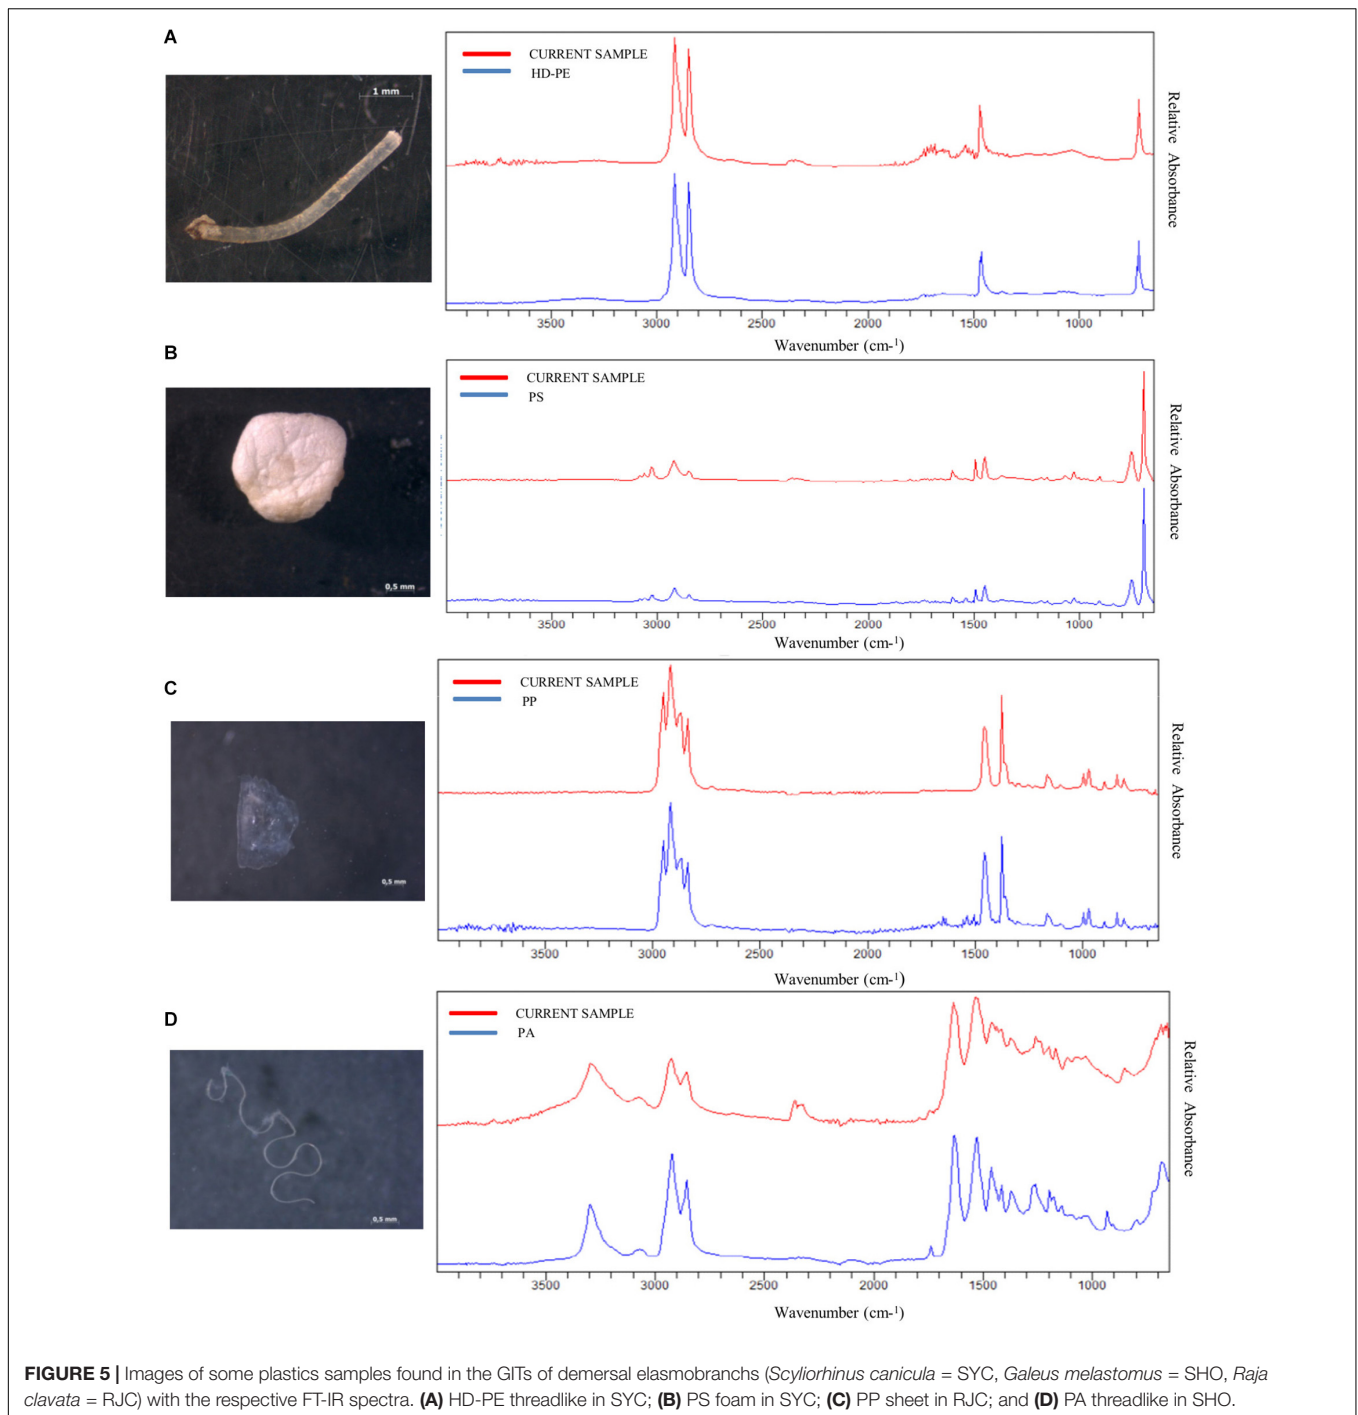 A
1 mm
CURRENT SAMPLE
HD-PE
Relative Absorbance
3500 3000 2500 2000 1500 1000
Wavenumber (cm-1)
B
0,5 mm
CURRENT SAMPLE
PS
Relative Absorbance
3500 3000 2500 2000 1500 1000
Wavenumber (cm-1)
C
0,5 mm
CURRENT SAMPLE
PP
Relative Absorbance
3500 3000 2500 2000 1500 1000
Wavenumber (cm-1)
D
0,5 mm
CURRENT SAMPLE
PA
Relative Absorbance
3500 3000 2500 2000 1500 1000
Wavenumber (cm-1)
FIGURE 5 | Images of some plastics samples found in the GITs of demersal elasmobranchs (Scyliorhinus canicula = SYC, Galeus melastomus = SHO, Raja
clavata = RJC) with the respective FT-IR spectra. (A) HD-PE threadlike in SYC; (B) PS foam in SYC; (C) PP sheet in RJC; and (D) PA threadlike in SHO.